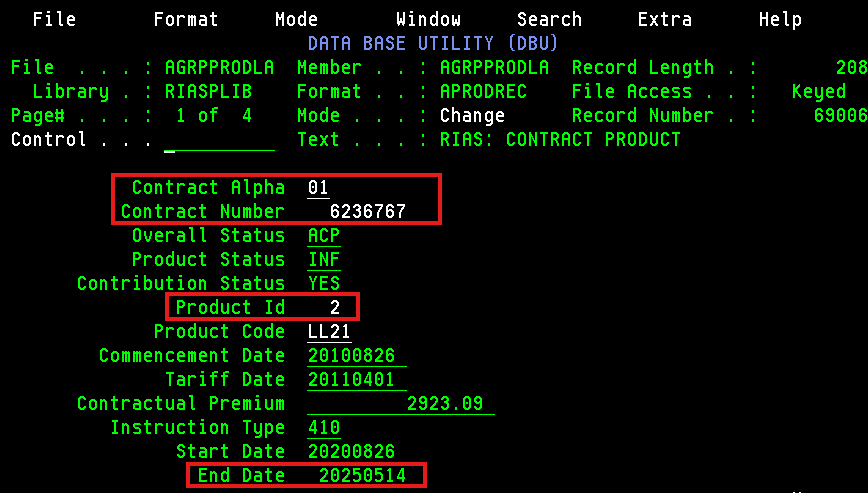 File Format Mode Window Search Extra Help
DATA BASE UTILITY (DBU)
File . . . : AGRPPRODLA Member . . : AGRPPRODLA Record Length . : 208
Library . : RIASPLIB Format . . : APRODREC File Access . . : Keyed
Page# . . . : 1 of 4 Mode . . . : Change Record Number . : 69006
Control . . . Text . . . : RIAS: CONTRACT PRODUCT
Contract Alpha 01
Contract Number 6236767
Overall Status ACP
Product Status INF
Contribution Status YES
Product Id 2
Product Code LL21
Commencement Date 20100826
Tariff Date 20110401
Contractual Premium 2923.09
Instruction Type 410
Start Date 20200826
End Date 20250514